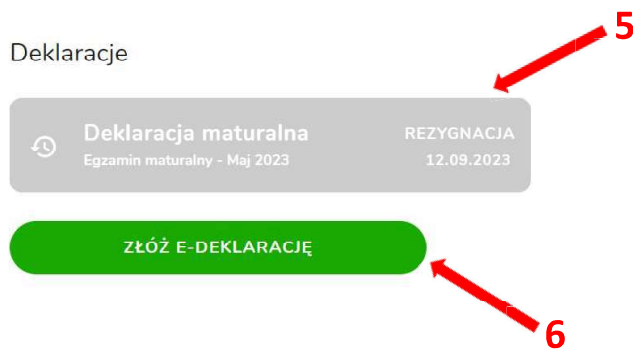 5
Deklaracje
Deklaracja maturalna
REZYGNACJA
Egzamin maturalny - Maj 2023
12.09.2023
ZŁÓŻ E-DEKLARACJĘ
6